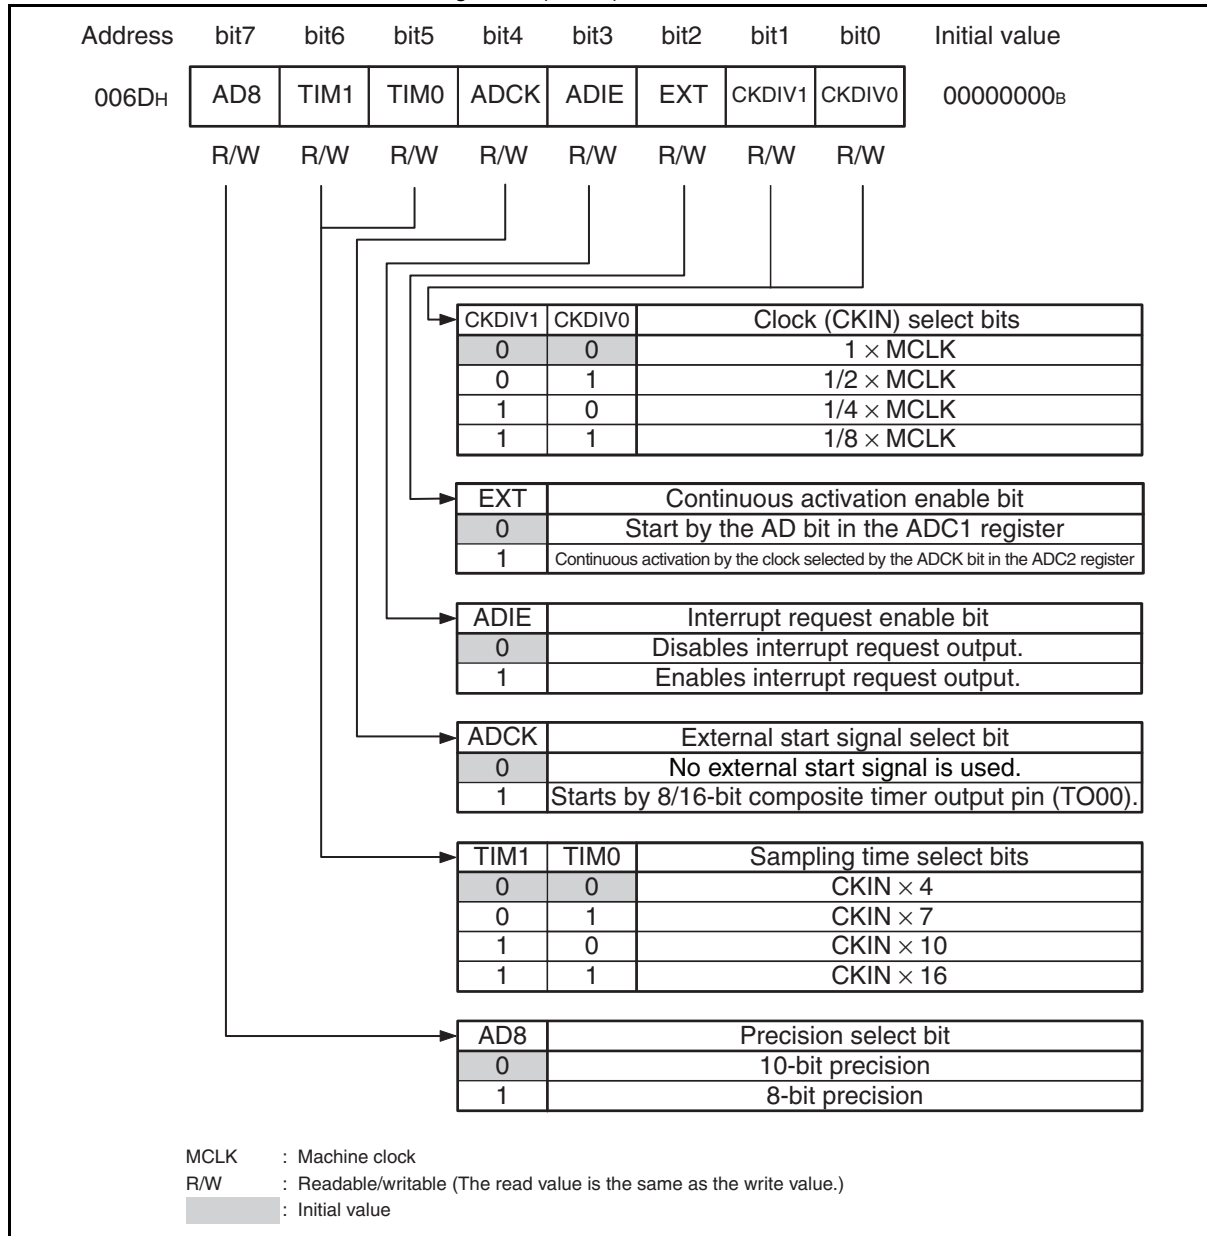 Address bit7 bit6 bit5 bit4 bit3 bit2 bit1 bit0 Initial value
006DH AD8 TIM1 TIM0 ADCK ADIE EXT CKDIV1 CKDIV0 00000000B
R/W R/W R/W R/W R/W R/W R/W R/W
CKDIV1 CKDIV0 Clock (CKIN) select bits
0 0 1 × MCLK
0 1 1/2 × MCLK
1 0 1/4 × MCLK
1 1 1/8 × MCLK
EXT Continuous activation enable bit
0 Start by the AD bit in the ADC1 register
1 Continuous activation by the clock selected by the ADCK bit in the ADC2 register
ADIE Interrupt request enable bit
0 Disables interrupt request output.
1 Enables interrupt request output.
ADCK External start signal select bit
0 No external start signal is used.
1 Starts by 8/16-bit composite timer output pin (TO00).
TIM1 TIM0 Sampling time select bits
0 0 CKIN × 4
0 1 CKIN × 7
1 0 CKIN × 10
1 1 CKIN × 16
AD8 Precision select bit
0 10-bit precision
1 8-bit precision
MCLK : Machine clock
R/W : Readable/writable (The read value is the same as the write value.)
: Initial value